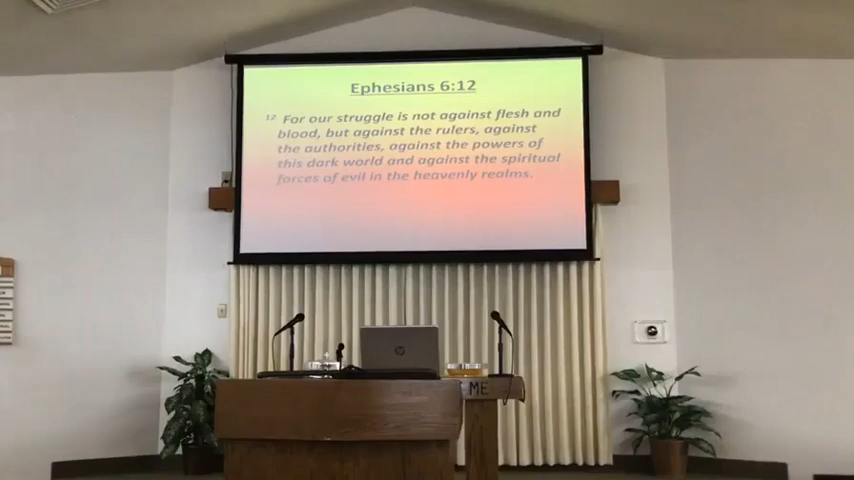 Ephesians 6:12
12 For our struggle is not against flesh and
blood, but against the rulers, against
the authorities, against the powers of
this dark world and against the spiritual
forces of evil in the heavenly realms.
hp
ME